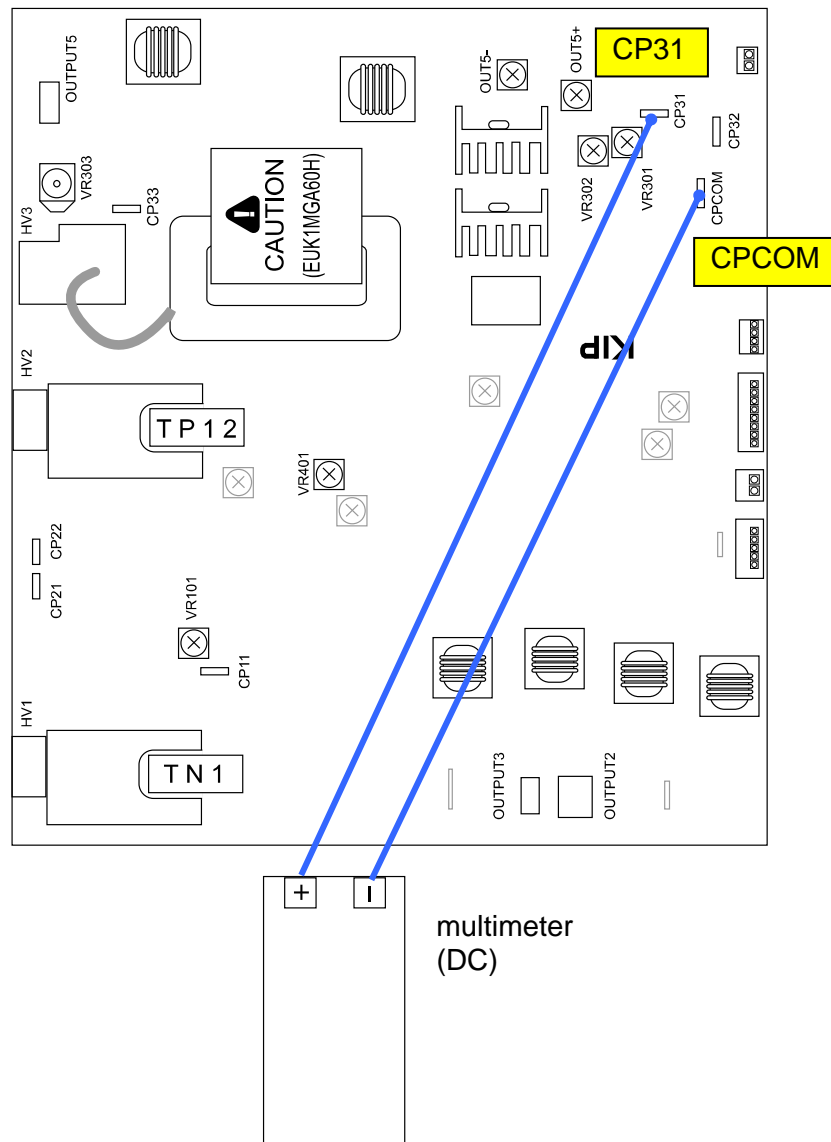 CP31
OUT5+
OUT5-
OUTPUT5
CP31
CP32
VR303
CP33
CAUTION
(EUK1MGA60H)
VR302
VR301
CPCOM
HV3
CPCOM
KIP
HV2
TP12
VR401
CP22
CP21
VR101
CP11
HV1
TN1
OUTPUT3
OUTPUT2
+
−
multimeter
(DC)